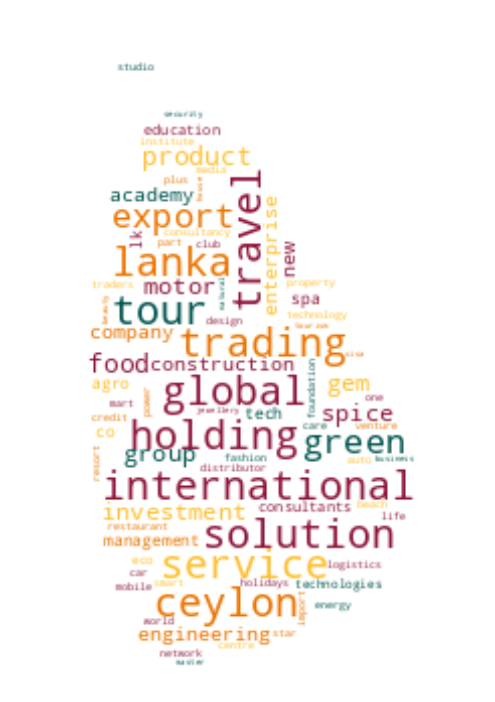 studio
security
education
institute
product
media
plus
house
academy
travel
export
enterprise
consultancy
lk
part
club
new
lanka
motor
natural
traders
property
spa
beauty
tour
technology
design
tour com
company
trading
visa
food
construction
foundation
global
gem
agro
power
one
mart
jewellery
tech
spice
credit
care
venture
co
holding
green
group
fashion
auto
business
resort
distributor
international
investment
consultants
beach
life
restaurant
solution
management
eco
service
logistics
car
mobile
smart
holidays
technologies
ceylon
import
energy
world
engineering
star
centre
network
master